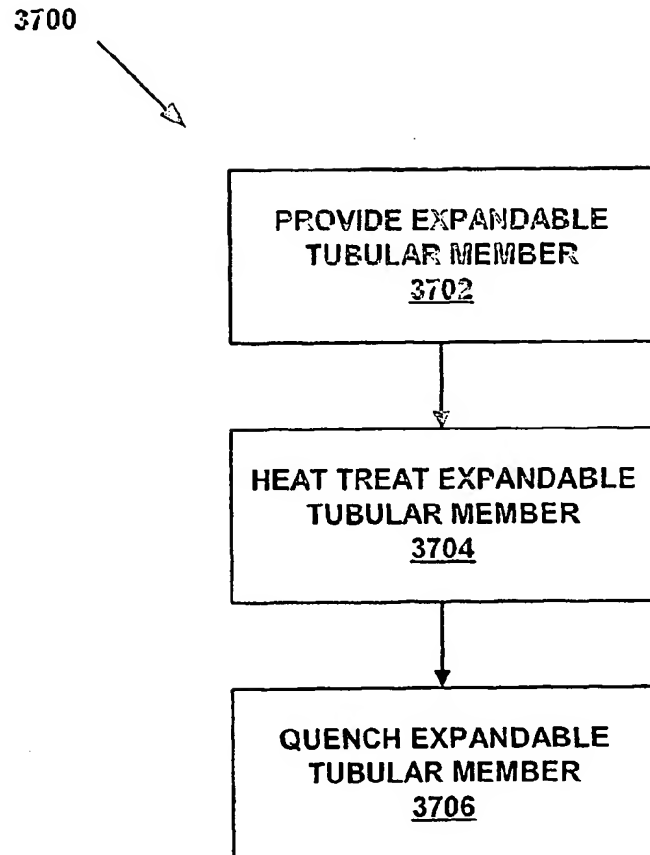 3700
PROVIDE EXPANDABLE
TUBULAR MEMBER
3702
HEAT TREAT EXPANDABLE
TUBULAR MEMBER
3704
QUENCH EXPANDABLE
TUBULAR MEMBER
3706